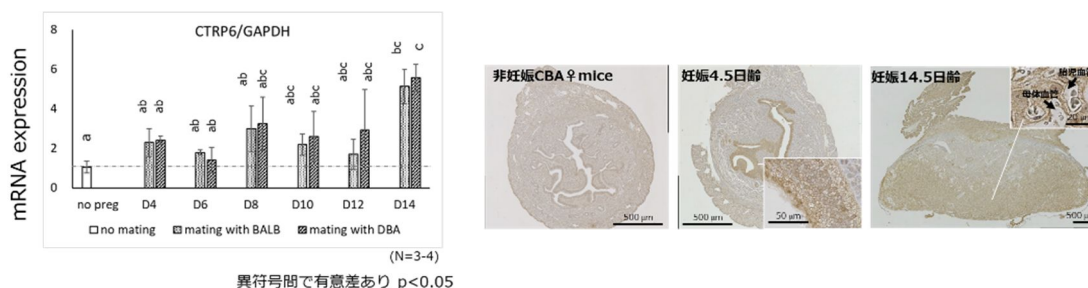 CTRP6/GAPDH
mRNA expression
8
6
4
2
0
a
ab
ab
ab
ab
ab
abc
abc
abc
abc
abc
bc
c
no preg
D4
D6
D8
D10
D12
D14
no mating
mating with BALB
mating with DBA
(N=3-4)
異符号間で有意差あり p<0.05
非妊娠CBA♀mice
500 μm
妊娠4.5日齢
50 μm
500 μm
妊娠14.5日齢
母体血管